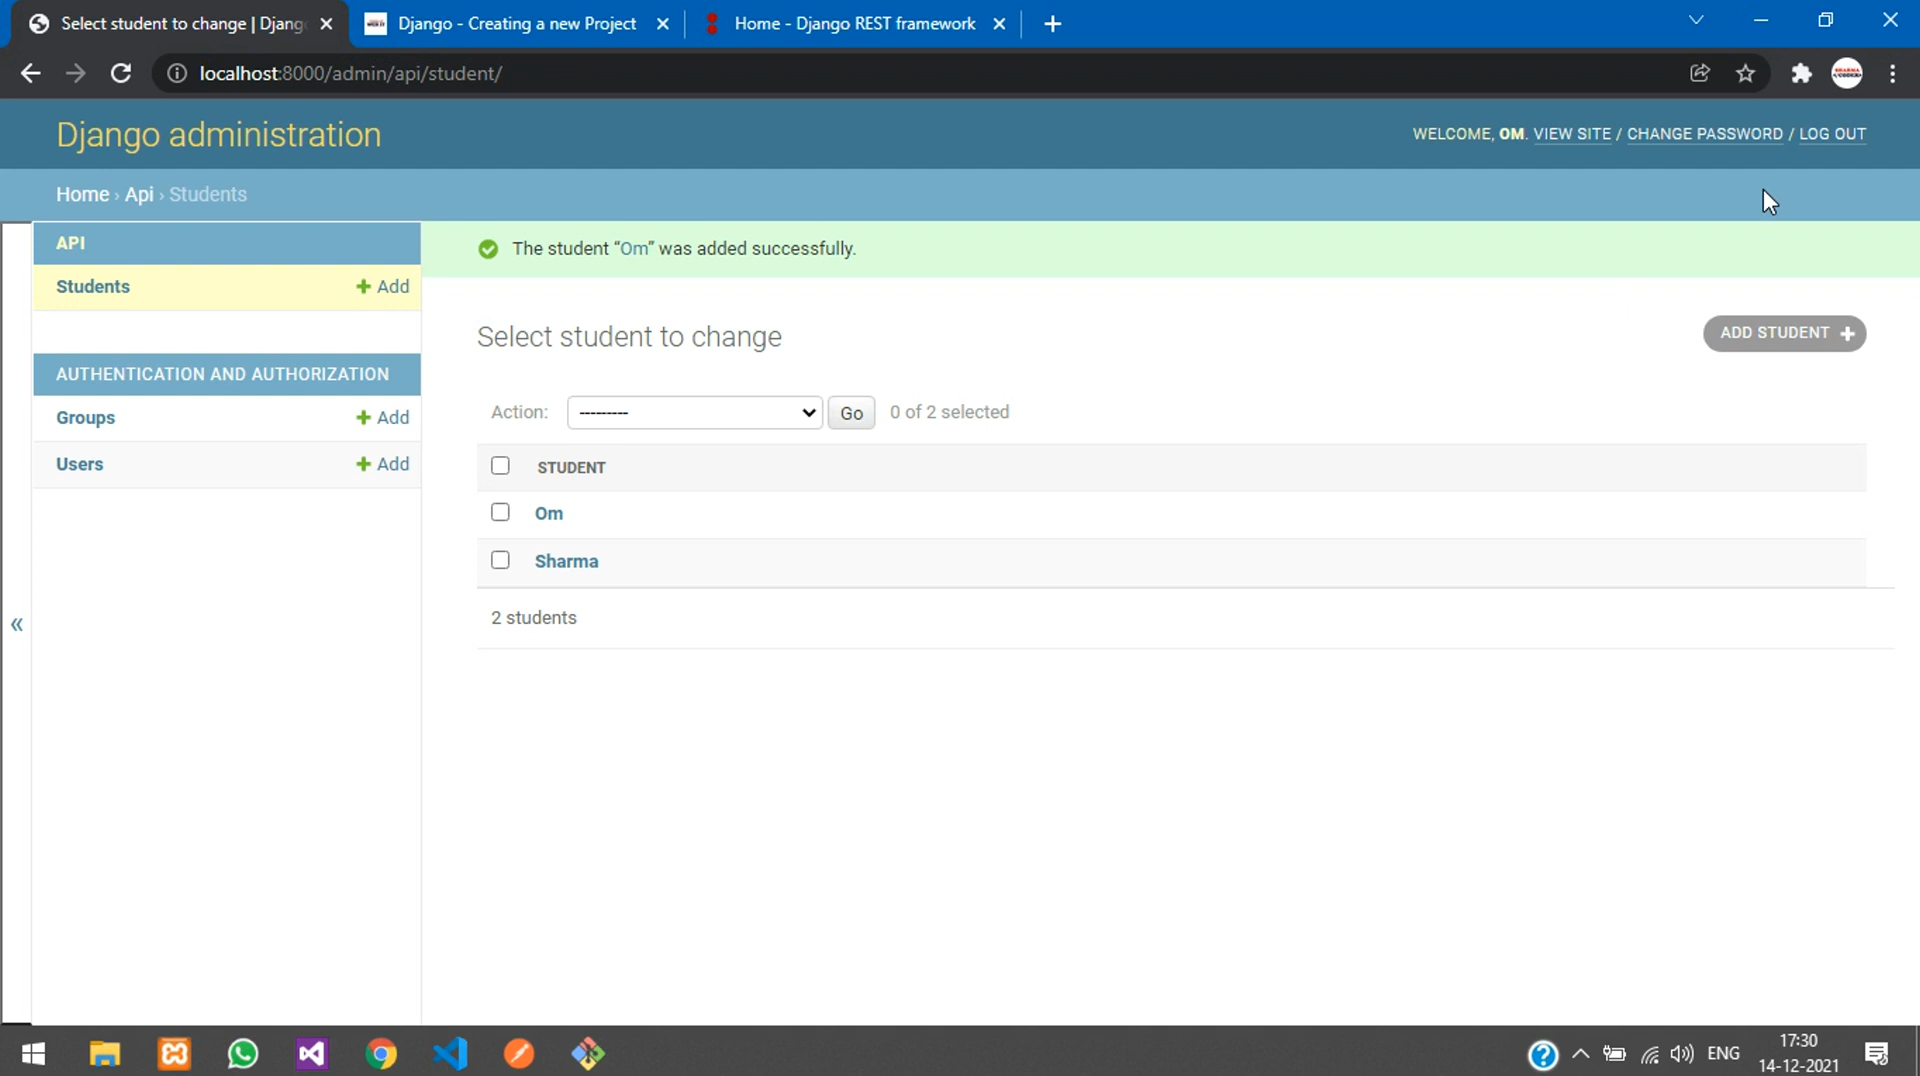 Select student to change | Djang
Django - Creating a new Project
Home - Django REST framework
localhost:8000/admin/api/student/
Django administration
WELCOME, OM. VIEW SITE / CHANGE PASSWORD / LOG OUT
Home › Api › Students
API
The student “Om” was added successfully.
Students
+ Add
Select student to change
ADD STUDENT +
AUTHENTICATION AND AUTHORIZATION
Groups
+ Add
Action:
---------
Go
0 of 2 selected
Users
+ Add
STUDENT
Om
Sharma
2 students
«
ENG
17:30
14-12-2021